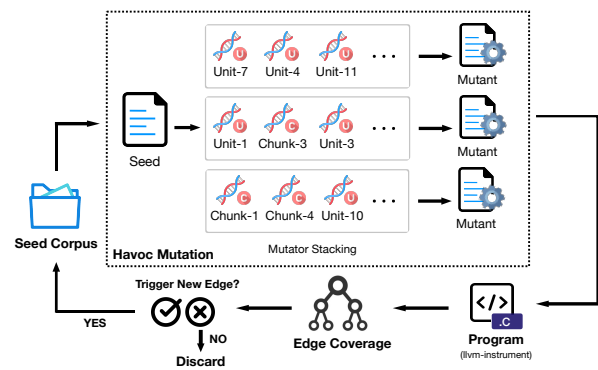 U U U
Unit-7 Unit-4 Unit-11 ...
Mutant
U C U
Seed
Unit-1 Chunk-3 Unit-3 ...
Mutant
C C U
Chunk-1 Chunk-4 Unit-10 ...
Mutant
Seed Corpus
Havoc Mutation
Mutator Stacking
Trigger New Edge?
YES
NO
Discard
Edge Coverage
</>
.C
Program
(llvm-instrument)